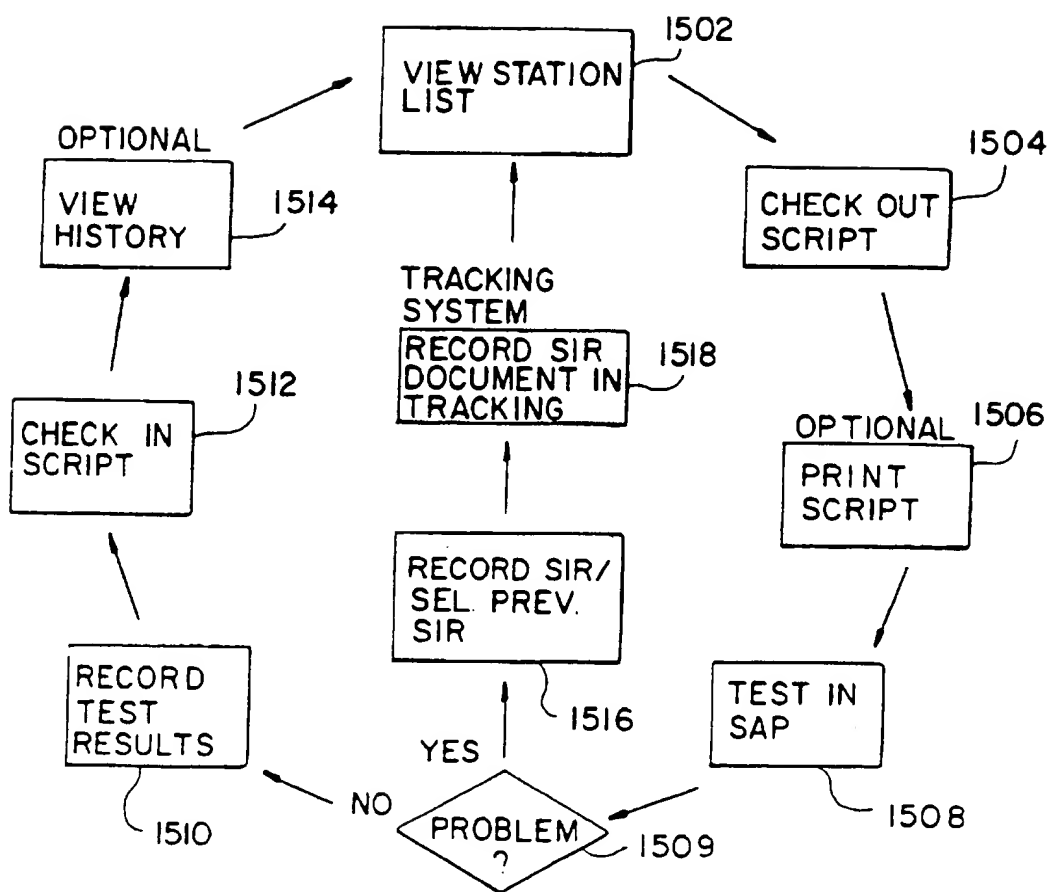 1502
VIEW STATION
LIST
1504
CHECK OUT
SCRIPT
1506
OPTIONAL
PRINT
SCRIPT
TEST IN
SAP
1508
PROBLEM
?
1509
YES
NO
RECORD
TEST
RESULTS
1510
1512
CHECK IN
SCRIPT
OPTIONAL
VIEW
HISTORY
1514
RECORD SIR/
SEL. PREV.
SIR
1516
TRACKING
SYSTEM
RECORD SIR
DOCUMENT IN
TRACKING
1518